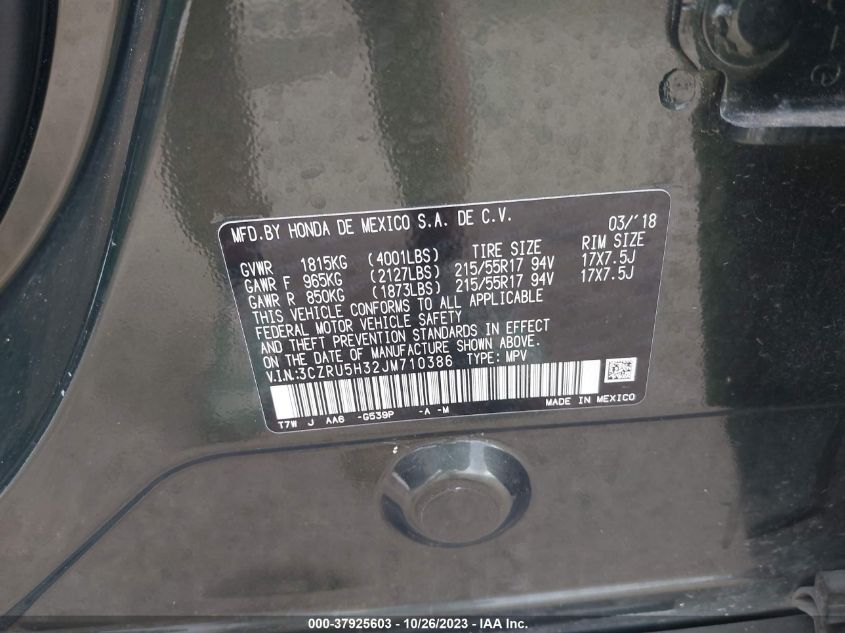 MFD.BY HONDA DE MEXICO S.A. DE C.V. 03/'18
TIRE SIZE RIM SIZE
GVWR 1815KG (4001LBS)
GAWR F 965KG (2127LBS) 215/55R17 94V 17X7.5J
GAWR R 850KG (1873LBS) 215/55R17 94V 17X7.5J
THIS VEHICLE CONFORMS TO ALL APPLICABLE
FEDERAL MOTOR VEHICLE SAFETY
AND THEFT PREVENTION STANDARDS IN EFFECT
ON THE DATE OF MANUFACTURE SHOWN ABOVE.
V.I.N.:3CZRU5H32JM710386 TYPE: MPV
T7W J AA6 -G539P -A -M MADE IN MEXICO
000-37925603 - 10/26/2023 - IAA Inc.